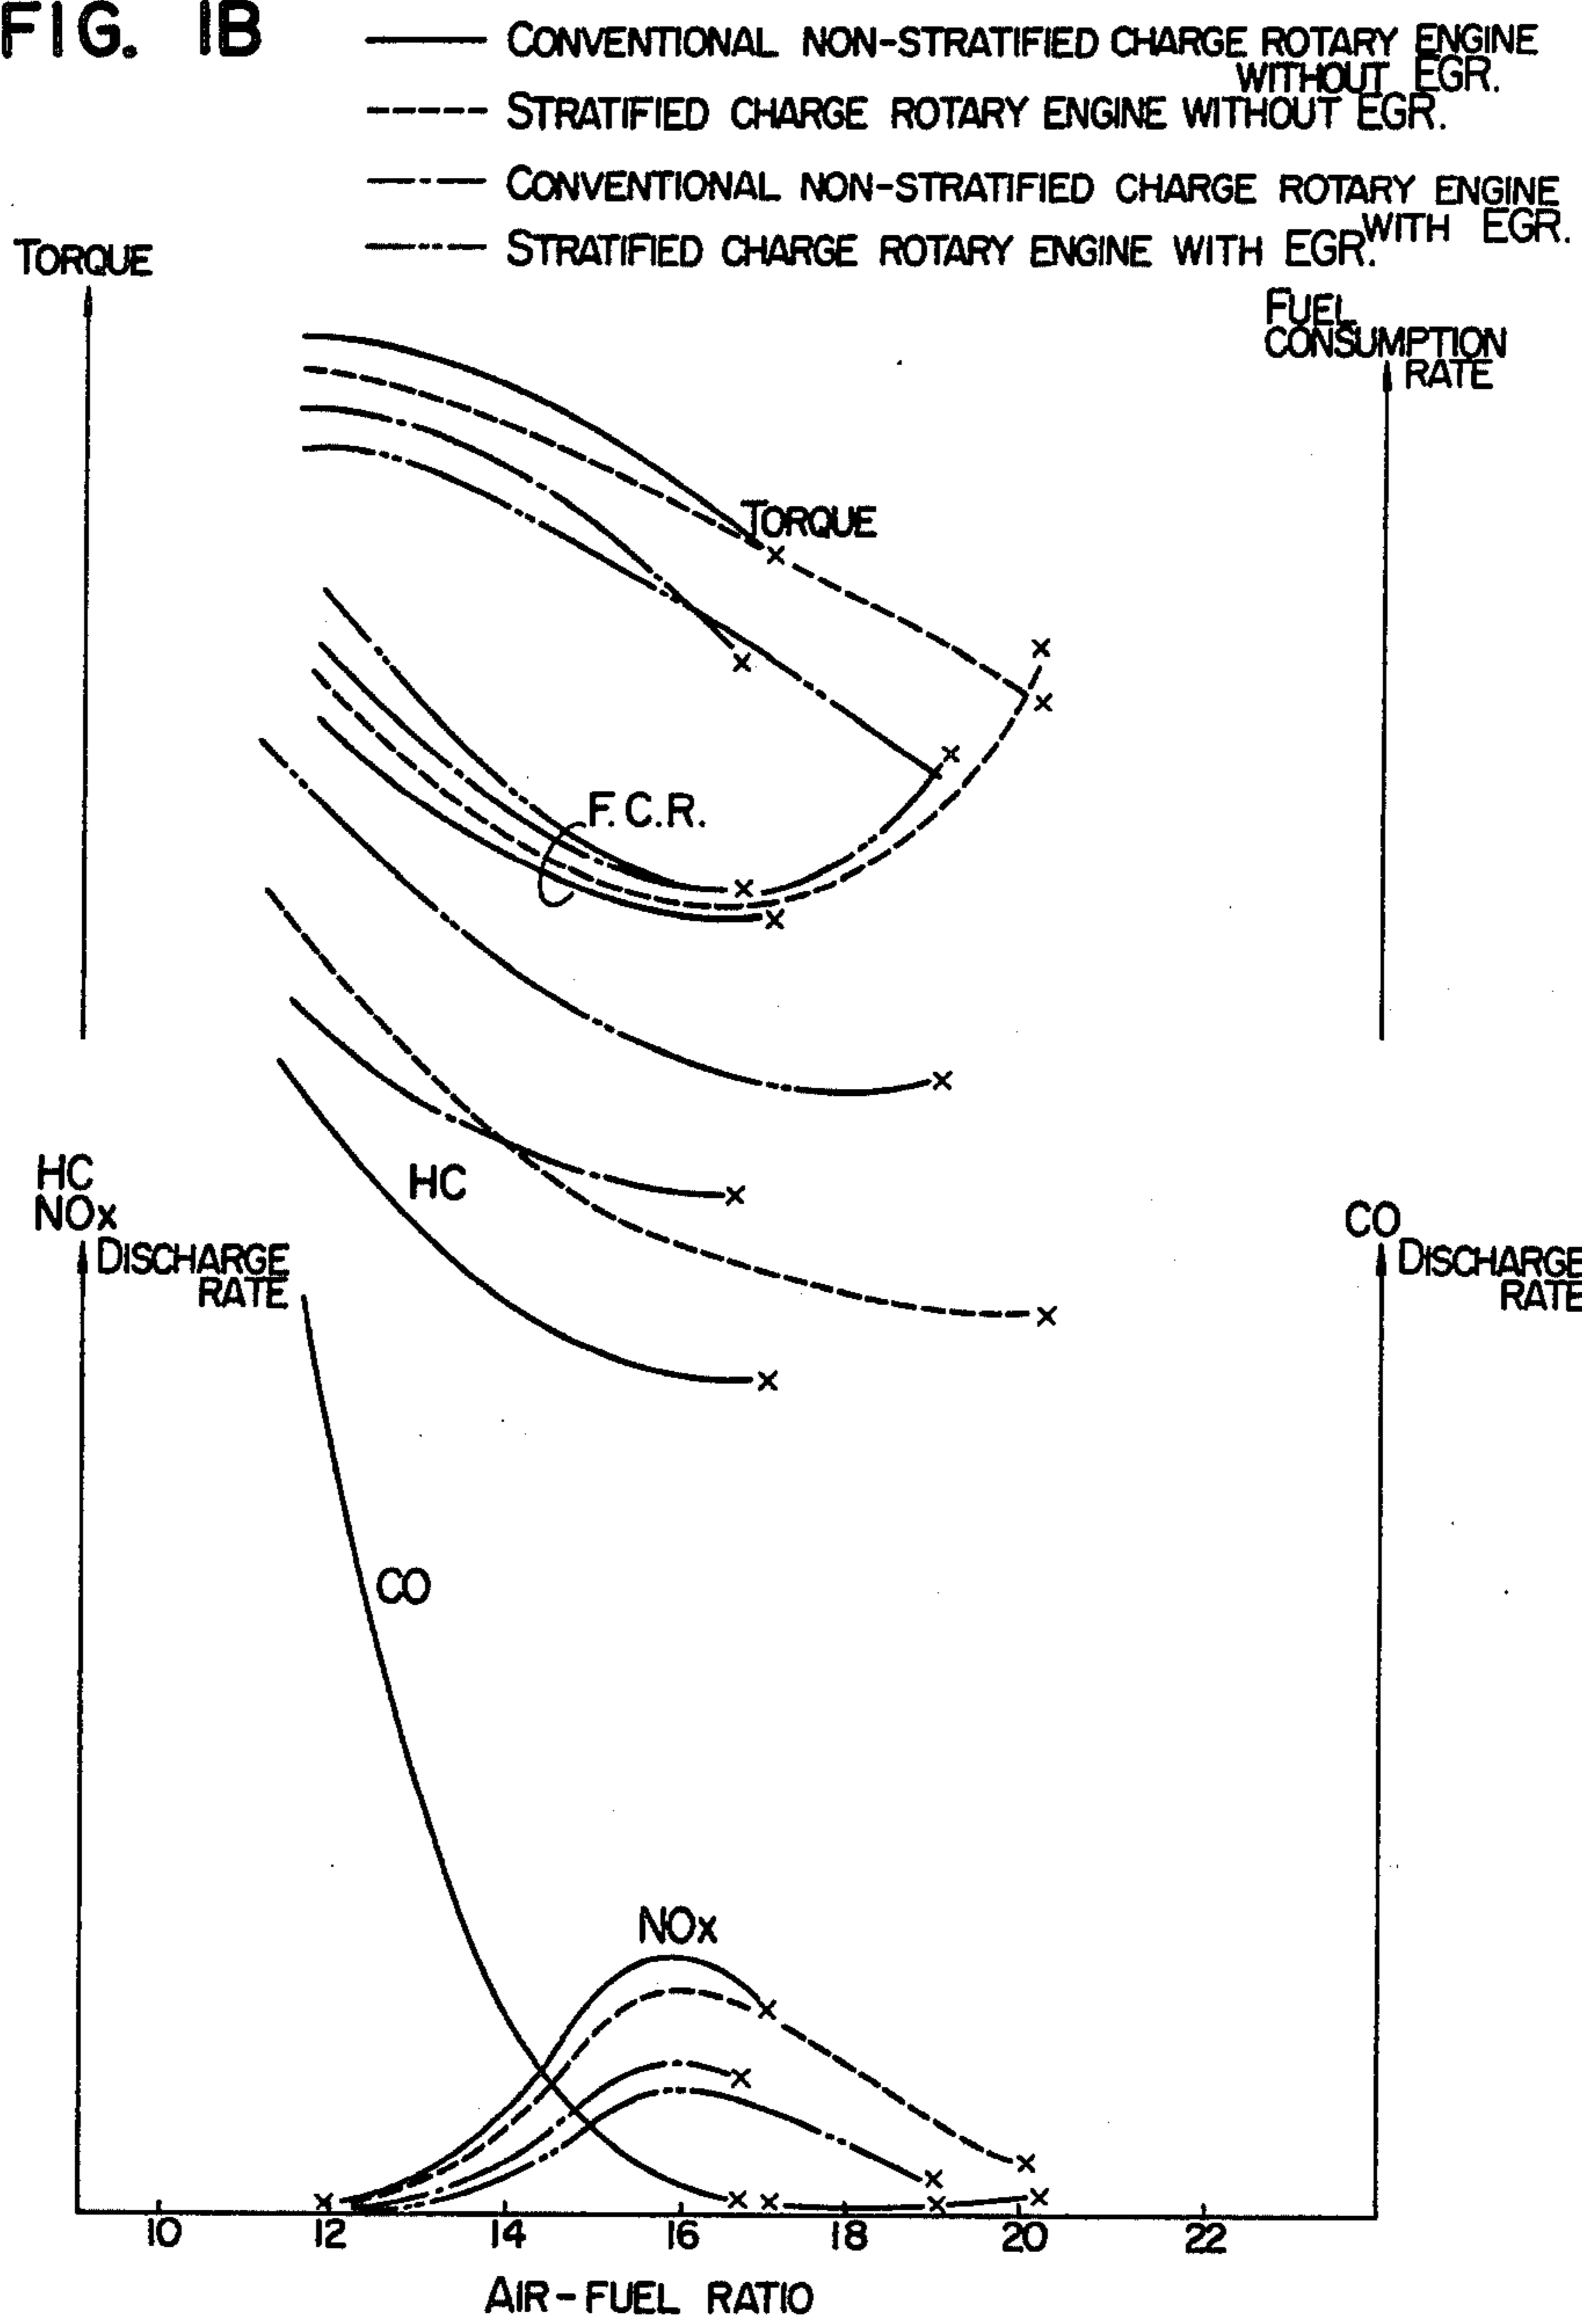 FIG. 1B
CONVENTIONAL NON-STRATIFIED CHARGE ROTARY ENGINE
WITHOUT EGR.
STRATIFIED CHARGE ROTARY ENGINE WITHOUT EGR.
CONVENTIONAL NON-STRATIFIED CHARGE ROTARY ENGINE
WITH EGR.
STRATIFIED CHARGE ROTARY ENGINE WITH EGR.
TORQUE
FUEL
CONSUMPTION
RATE
TORQUE
F.C.R.
HC
HC
NOx
DISCHARGE
RATE
CO
DISCHARGE
RATE
CO
NOx
10 12 14 16 18 20 22
AIR-FUEL RATIO